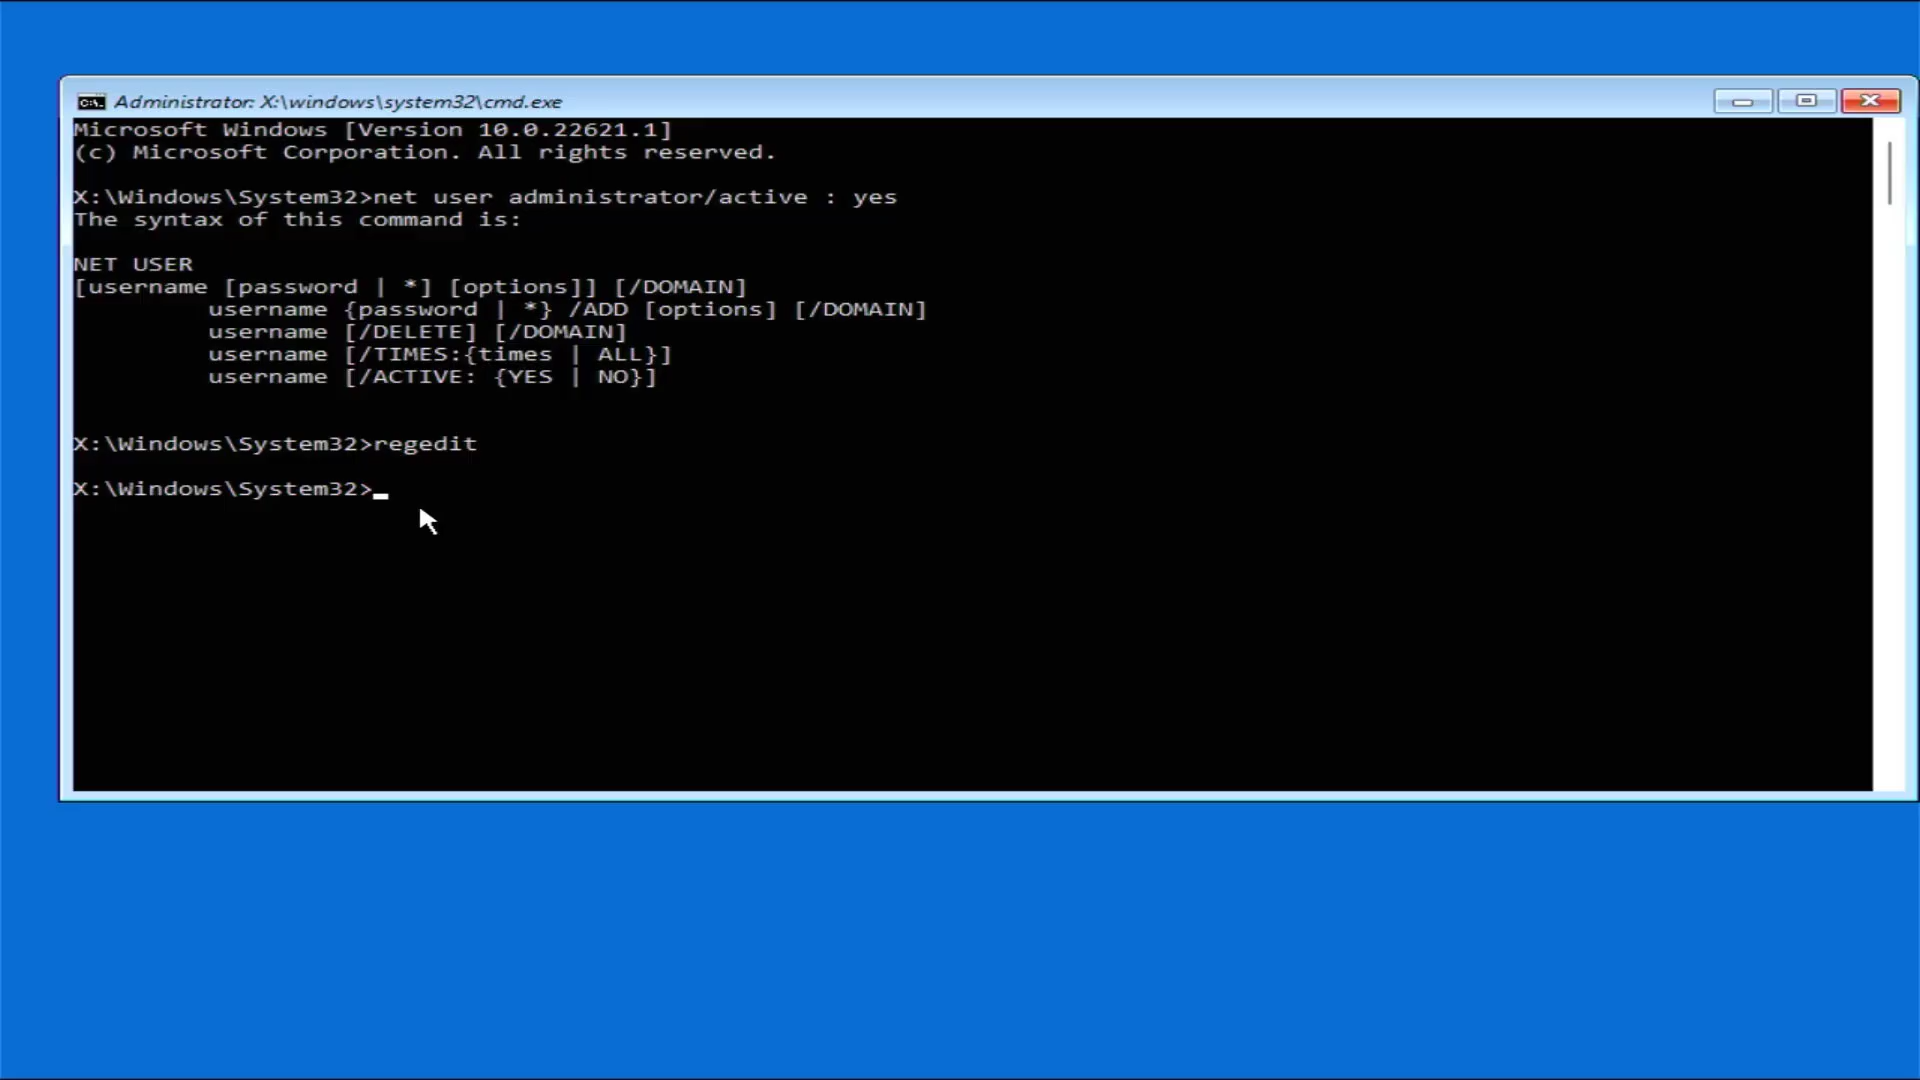 Administrator: X:\windows\system32\cmd.exe
Microsoft Windows [Version 10.0.22621.1]
(c) Microsoft Corporation. All rights reserved.
X:\Windows\System32>net user administrator/active : yes
The syntax of this command is:
NET USER
[username [password | *] [options]] [/DOMAIN]
username {password | *} /ADD [options] [/DOMAIN]
username [/DELETE] [/DOMAIN]
username [/TIMES:{times | ALL}]
username [/ACTIVE: {YES | NO}]
X:\Windows\System32>regedit
X:\Windows\System32>